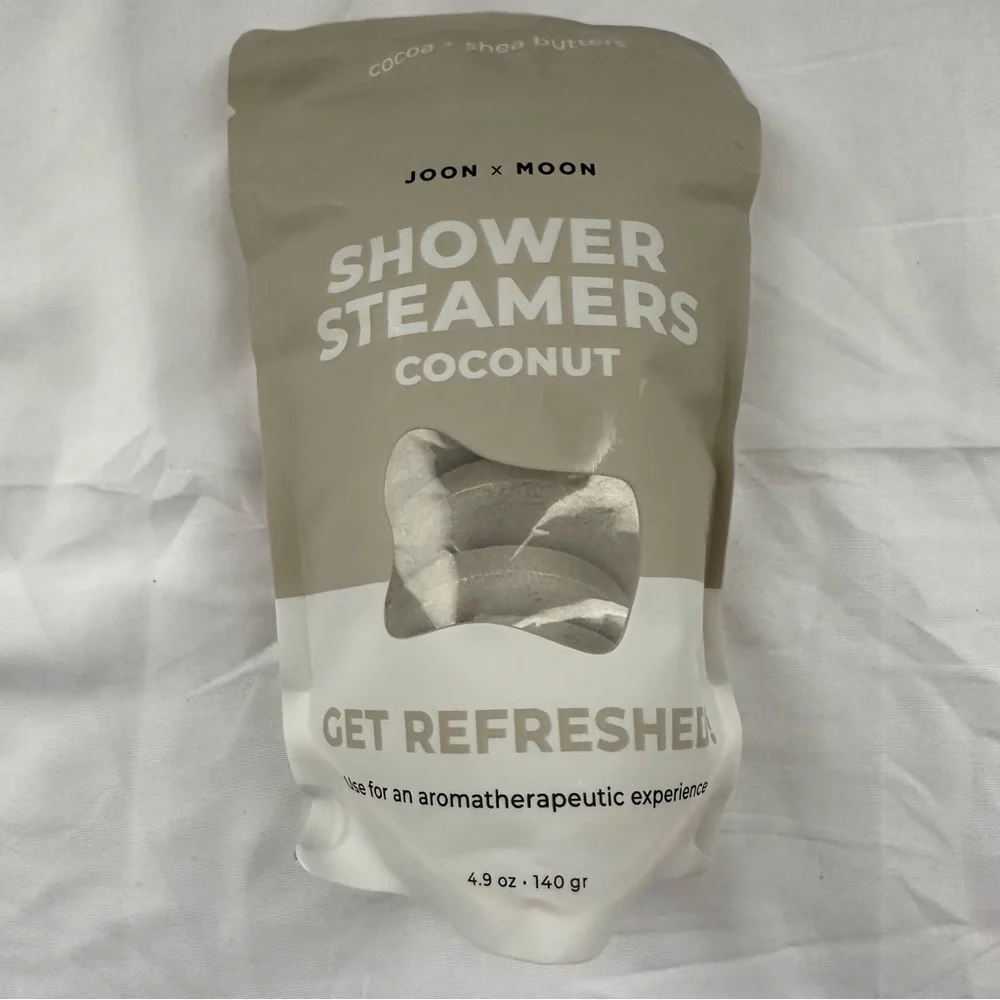 cocoa + shea butters
JOON x MOON
SHOWER
STEAMERS
COCONUT
GET REFRESHED!
Use for an aromatherapeutic experience
4.9 oz • 140 gr